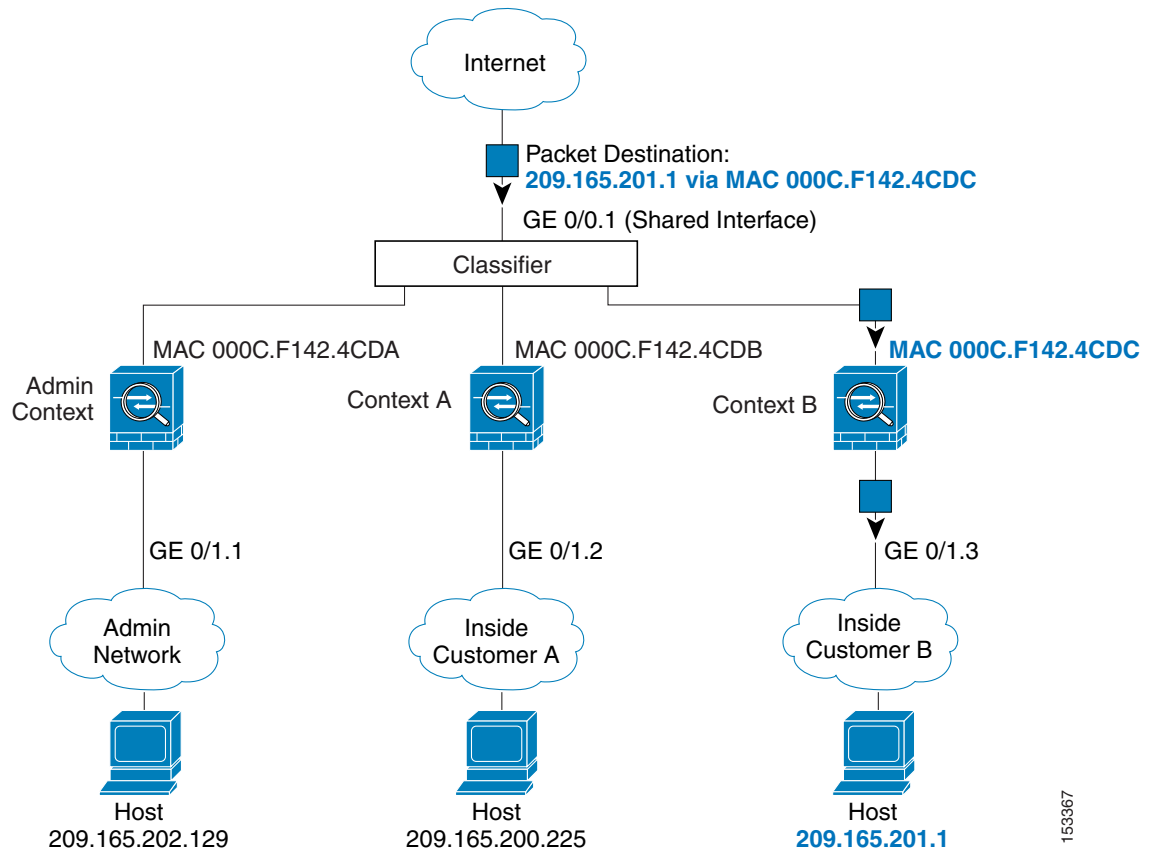 Internet
Packet Destination:
209.165.201.1 via MAC 000C.F142.4CDC
GE 0/0.1 (Shared Interface)
Classifier
MAC 000C.F142.4CDA
MAC 000C.F142.4CDB
MAC 000C.F142.4CDC
Admin
Context
Context A
Context B
GE 0/1.1
GE 0/1.2
GE 0/1.3
Admin
Network
Inside
Customer A
Inside
Customer B
Host
209.165.202.129
Host
209.165.200.225
Host
209.165.201.1
153367